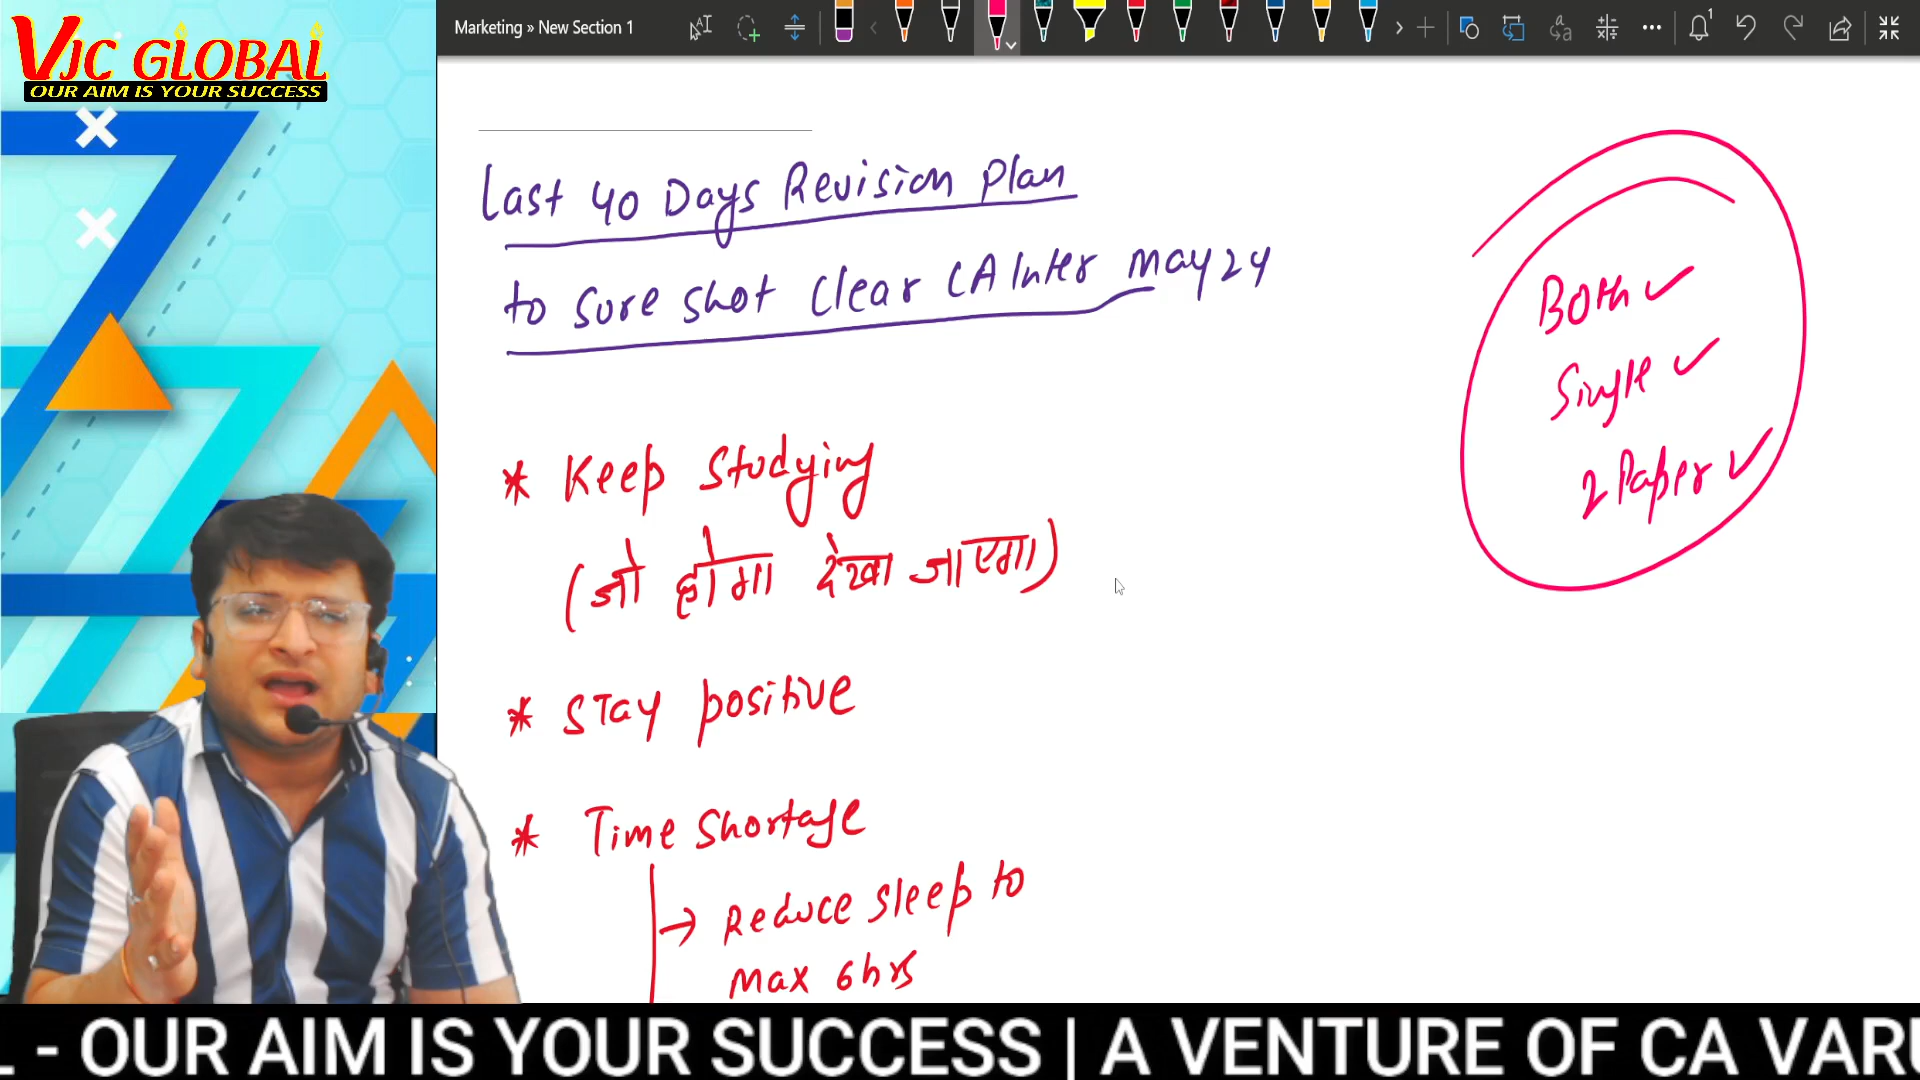 VJC GLOBAL
OUR AIM IS YOUR SUCCESS
Marketing » New Section 1
Last 40 Days Revision Plan
to Sure Shot Clear CA Inter May 24
Both ✓
Single ✓
2 Paper ✓
* Keep Studying
(जो होगा देखा जाएगा)
* Stay positive
* Time Shortage
→ Reduce Sleep to
Max 6 hrs
L - OUR AIM IS YOUR SUCCESS | A VENTURE OF CA VARU